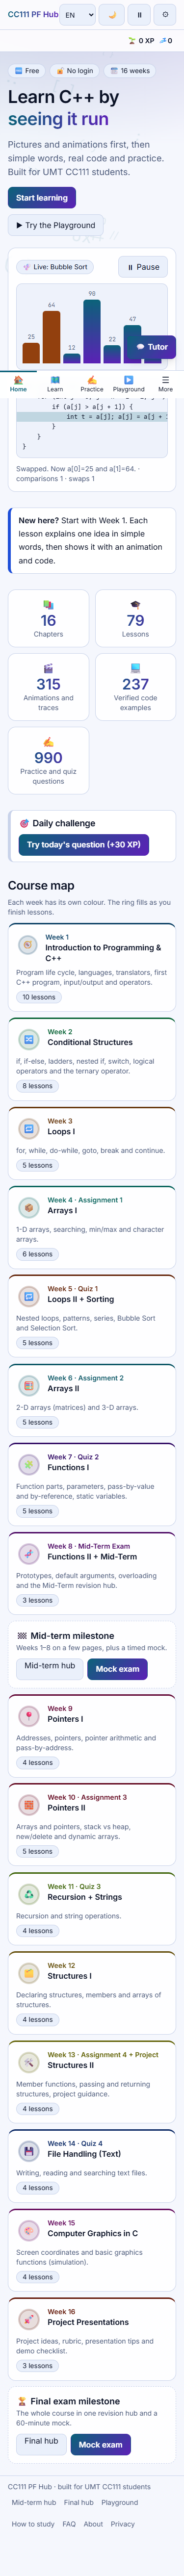 CC111 PF Hub
EN
0 XP
0
Free
No login
16 weeks
Learn C++ by
seeing it run
Pictures and animations first, then
simple words, real code and practice.
Built for UMT CC111 students.
Start learning
▶ Try the Playground
Live: Bubble Sort
⏸ Pause
25
64
12
90
22
47
Tutor
Home
Learn
Practice
Playground
More
if (a[j] > a[j + 1]) {
int t = a[j]; a[j] = a[j +
}
}
}
Swapped. Now a[0]=25 and a[1]=64. ·
comparisons 1 · swaps 1
New here? Start with Week 1. Each
lesson explains one idea in simple
words, then shows it with an animation
and code.
16
Chapters
79
Lessons
315
Animations and
traces
237
Verified code
examples
990
Practice and quiz
questions
Daily challenge
Try today's question (+30 XP)
Course map
Each week has its own colour. The ring fills as you
finish lessons.
Week 1
Introduction to Programming &
C++
Program life cycle, languages, translators, first
C++ program, input/output and operators.
10 lessons
Week 2
Conditional Structures
if, if-else, ladders, nested if, switch, logical
operators and the ternary operator.
8 lessons
Week 3
Loops I
for, while, do-while, goto, break and continue.
5 lessons
Week 4 · Assignment 1
Arrays I
1-D arrays, searching, min/max and character
arrays.
6 lessons
Week 5 · Quiz 1
Loops II + Sorting
Nested loops, patterns, series, Bubble Sort
and Selection Sort.
5 lessons
Week 6 · Assignment 2
Arrays II
2-D arrays (matrices) and 3-D arrays.
5 lessons
Week 7 · Quiz 2
Functions I
Function parts, parameters, pass-by-value
and by-reference, static variables.
5 lessons
Week 8 · Mid-Term Exam
Functions II + Mid-Term
Prototypes, default arguments, overloading
and the Mid-Term revision hub.
3 lessons
Mid-term milestone
Weeks 1–8 on a few pages, plus a timed mock.
Mid-term hub
Mock exam
Week 9
Pointers I
Addresses, pointers, pointer arithmetic and
pass-by-address.
4 lessons
Week 10 · Assignment 3
Pointers II
Arrays and pointers, stack vs heap,
new/delete and dynamic arrays.
5 lessons
Week 11 · Quiz 3
Recursion + Strings
Recursion and string operations.
4 lessons
Week 12
Structures I
Declaring structures, members and arrays of
structures.
4 lessons
Week 13 · Assignment 4 + Project
Structures II
Member functions, passing and returning
structures, project guidance.
4 lessons
Week 14 · Quiz 4
File Handling (Text)
Writing, reading and searching text files.
4 lessons
Week 15
Computer Graphics in C
Screen coordinates and basic graphics
functions (simulation).
4 lessons
Week 16
Project Presentations
Project ideas, rubric, presentation tips and
demo checklist.
3 lessons
Final exam milestone
The whole course in one revision hub and a
60-minute mock.
Final hub
Mock exam
CC111 PF Hub · built for UMT CC111 students
Mid-term hub
Final hub
Playground
How to study
FAQ
About
Privacy